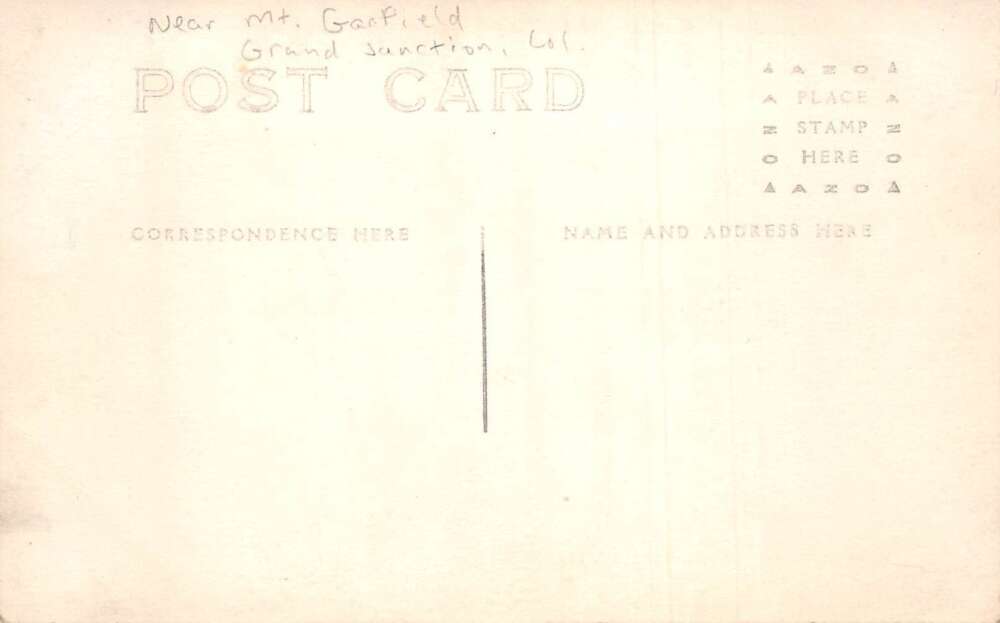 Near Mt. Garfield
Grand Junction, Col.
POST CARD
AZO
PLACE
STAMP
HERE
AZO
CORRESPONDENCE HERE
NAME AND ADDRESS HERE